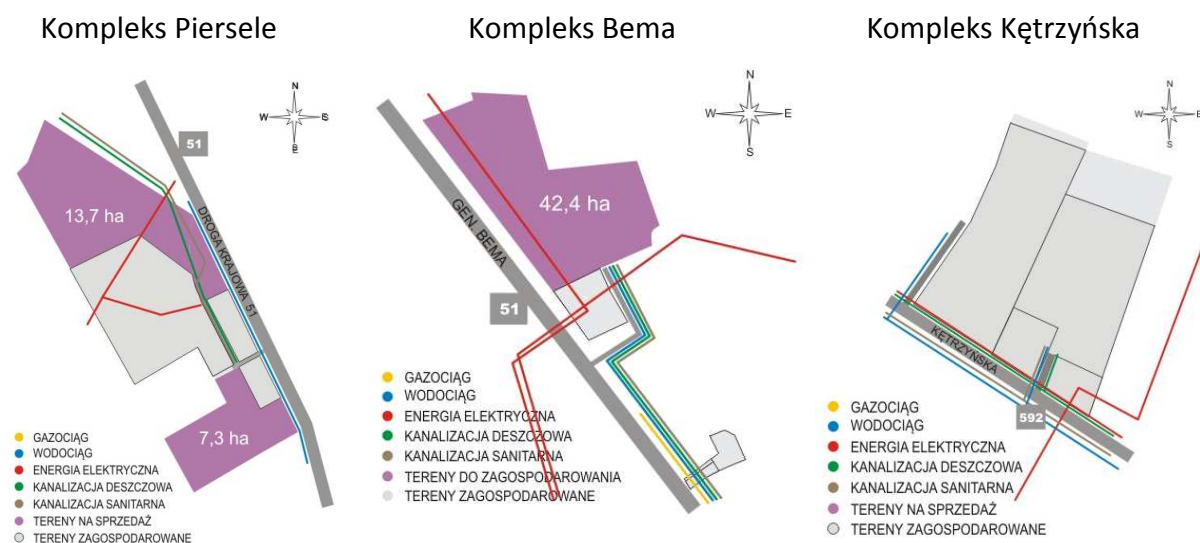 Kompleks Piersele
N
W
S
E
51
13,7 ha
DROGA KRAJOWA 51
7,3 ha
GAZOCIĄG
WODOCIĄG
ENERGIA ELEKTRYCZNA
KANALIZACJA DESZCZOWA
KANALIZACJA SANITARNA
TERENY NA SPRZEDAŻ
TERENY ZAGOSPODAROWANE
Kompleks Bema
N
W
E
S
42,4 ha
GEN. BEMA
51
GAZOCIĄG
WODOCIĄG
ENERGIA ELEKTRYCZNA
KANALIZACJA DESZCZOWA
KANALIZACJA SANITARNA
TERENY DO ZAGOSPODAROWANIA
TERENY ZAGOSPODAROWANE
Kompleks Kętrzyńska
N
W
E
S
KĘTRZYŃSKA
592
GAZOCIĄG
WODOCIĄG
ENERGIA ELEKTRYCZNA
KANALIZACJA DESZCZOWA
KANALIZACJA SANITARNA
TERENY NA SPRZEDAŻ
TERENY ZAGOSPODAROWANE